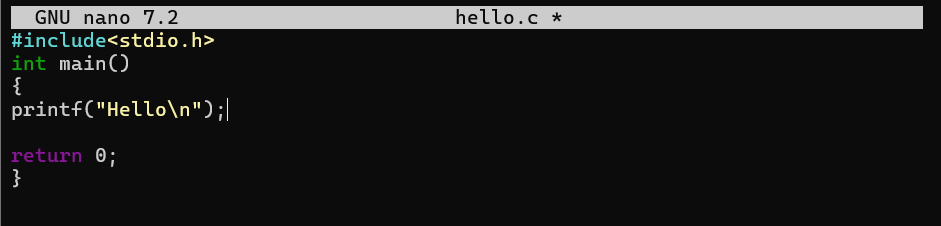 GNU nano 7.2 hello.c *
#include<stdio.h>
int main()
{
printf("Hello\n");
return 0;
}